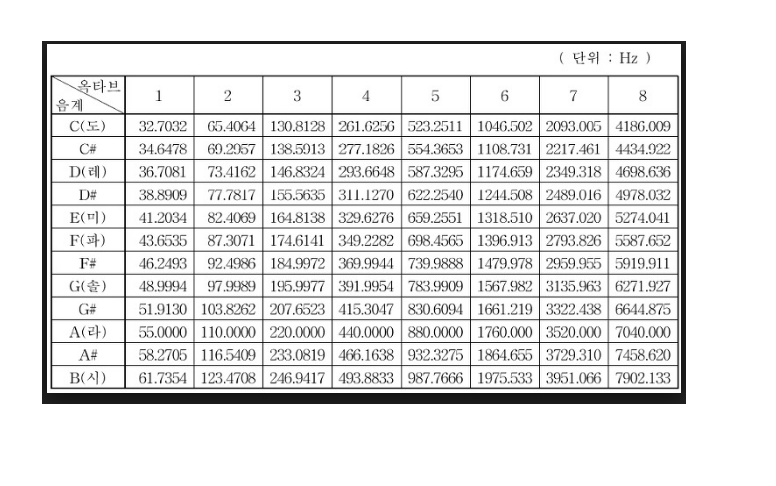 ( 단위 : Hz )
옥타브
음계 1 2 3 4 5 6 7 8
C(도) 32.7032 65.4064 130.8128 261.6256 523.2511 1046.502 2093.005 4186.009
C# 34.6478 69.2957 138.5913 277.1826 554.3653 1108.731 2217.461 4434.922
D(레) 36.7081 73.4162 146.8324 293.6648 587.3295 1174.659 2349.318 4698.636
D# 38.8909 77.7817 155.5635 311.1270 622.2540 1244.508 2489.016 4978.032
E(미) 41.2034 82.4069 164.8138 329.6276 659.2551 1318.510 2637.020 5274.041
F(파) 43.6535 87.3071 174.6141 349.2282 698.4565 1396.913 2793.826 5587.652
F# 46.2493 92.4986 184.9972 369.9944 739.9888 1479.978 2959.955 5919.911
G(솔) 48.9994 97.9989 195.9977 391.9954 783.9909 1567.982 3135.963 6271.927
G# 51.9130 103.8262 207.6523 415.3047 830.6094 1661.219 3322.438 6644.875
A(라) 55.0000 110.0000 220.0000 440.0000 880.0000 1760.000 3520.000 7040.000
A# 58.2705 116.5409 233.0819 466.1638 932.3275 1864.655 3729.310 7458.620
B(시) 61.7354 123.4708 246.9417 493.8833 987.7666 1975.533 3951.066 7902.133